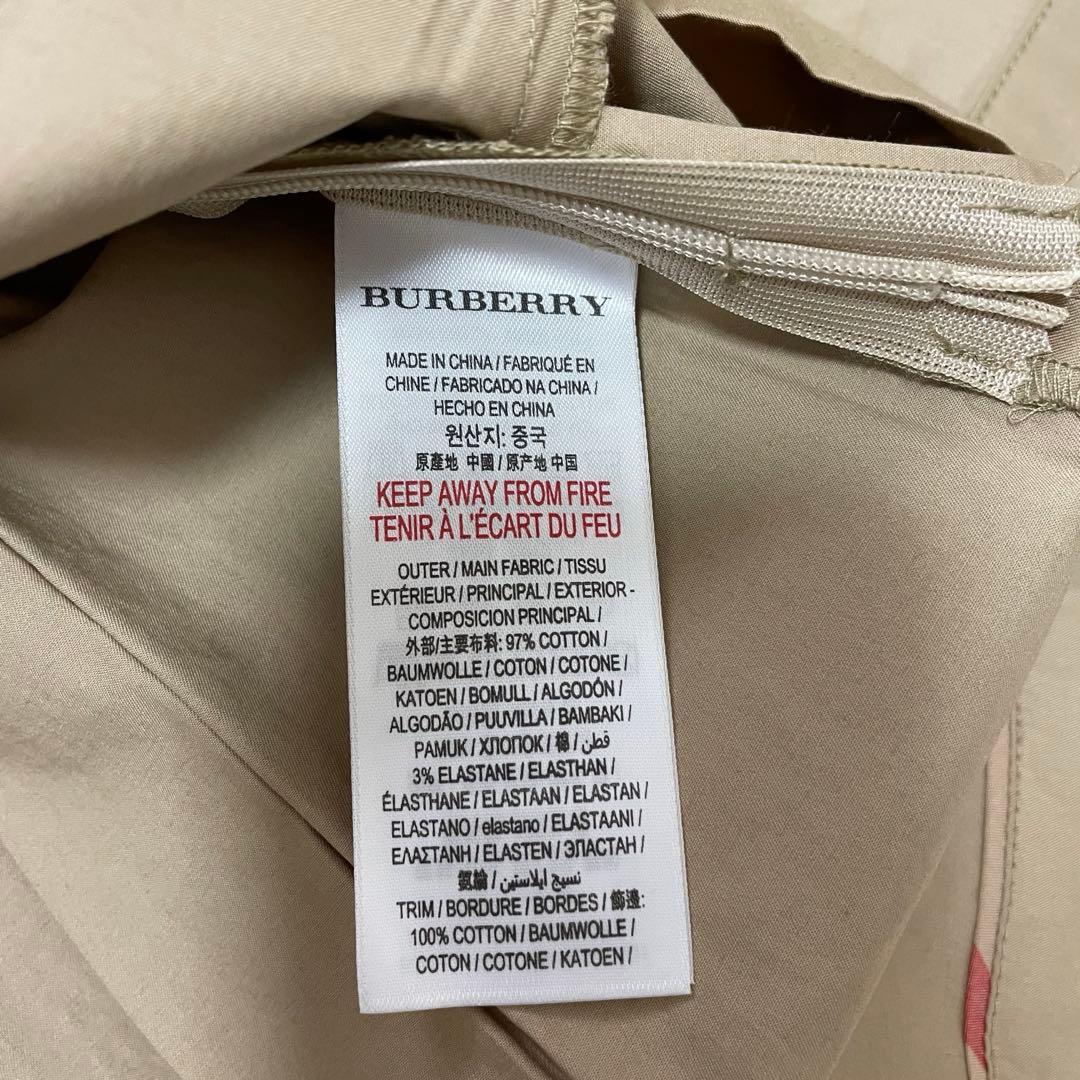 BURBERRY
MADE IN CHINA / FABRIQUÉ EN
CHINE / FABRICADO NA CHINA /
HECHO EN CHINA
원산지: 중국
原產地 中國 / 原产地 中国
KEEP AWAY FROM FIRE
TENIR À L'ÉCART DU FEU
OUTER / MAIN FABRIC / TISSU
EXTÉRIEUR / PRINCIPAL / EXTERIOR -
COMPOSICION PRINCIPAL /
外部/主要布料: 97% COTTON /
BAUMWOLLE / COTON / COTONE /
KATOEN / BOMULL / ALGODÓN /
ALGODÃO / PUUVILLA / BAMBAKI /
PAMUK / ХЛОПОК / 棉 / قطن /
3% ELASTANE / ELASTHAN /
ÉLASTHANE / ELASTAAN / ELASTAN /
ELASTANO / elastano / ELASTAANI /
ΕΛΑΣΤΑΝΗ / ELASTEN / ЭЛАСТАН /
氨綸 / نسيج ايلاستين
TRIM / BORDURE / BORDES / 飾邊:
100% COTTON / BAUMWOLLE /
COTON / COTONE / KATOEN /